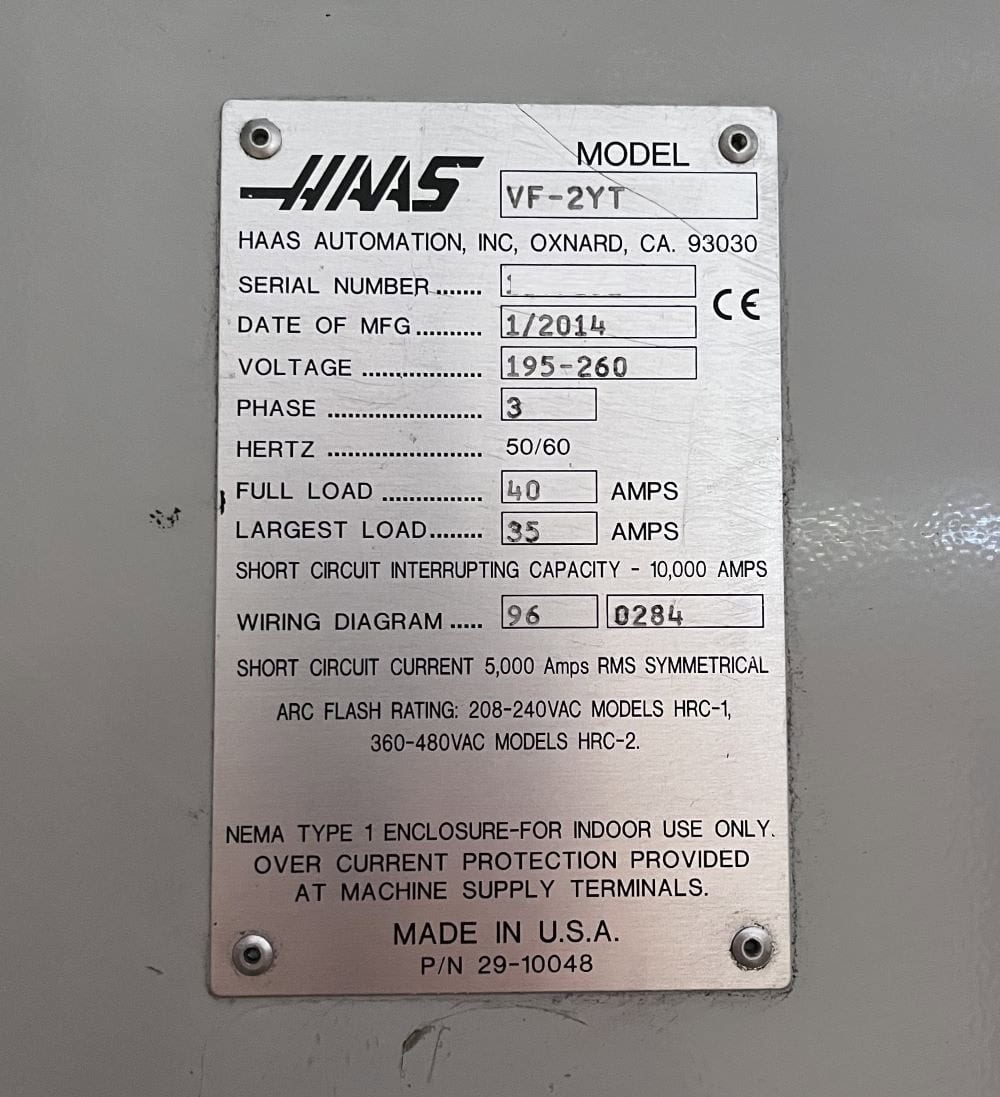 HAAS
MODEL
VF-2YT
HAAS AUTOMATION, INC, OXNARD, CA. 93030
SERIAL NUMBER .......
CE
DATE OF MFG .......... 1/2014
VOLTAGE .................. 195-260
PHASE ....................... 3
HERTZ ....................... 50/60
FULL LOAD ............... 40 AMPS
LARGEST LOAD........ 35 AMPS
SHORT CIRCUIT INTERRUPTING CAPACITY - 10,000 AMPS
WIRING DIAGRAM ..... 96 0284
SHORT CIRCUIT CURRENT 5,000 Amps RMS SYMMETRICAL
ARC FLASH RATING: 208-240VAC MODELS HRC-1,
360-480VAC MODELS HRC-2.
NEMA TYPE 1 ENCLOSURE-FOR INDOOR USE ONLY.
OVER CURRENT PROTECTION PROVIDED
AT MACHINE SUPPLY TERMINALS.
MADE IN U.S.A.
P/N 29-10048